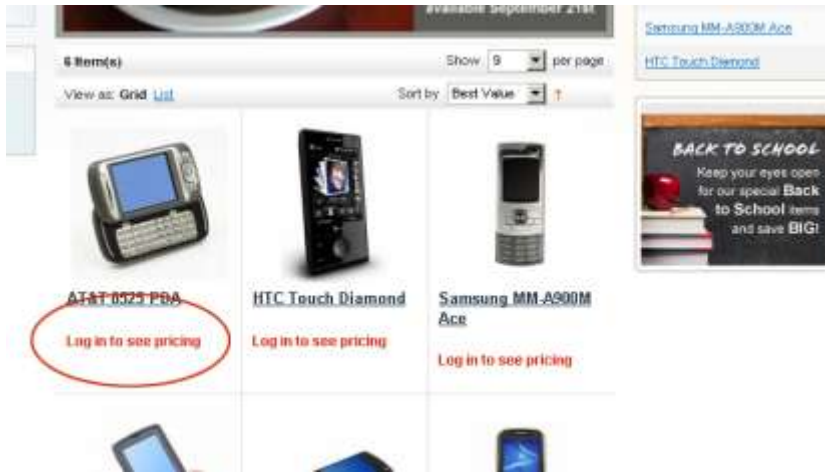 available September 21st
6 Item(s)
Show 9 per page
View as: Grid List
Sort by Best Value
AT&T 8525 PDA
HTC Touch Diamond
Samsung MM-A900M
Ace
Log in to see pricing
Log in to see pricing
Log in to see pricing
Samsung MM-A900M Ace
HTC Touch Diamond
BACK TO SCHOOL
Keep your eyes open
for our special Back
to School items
and save BIG!